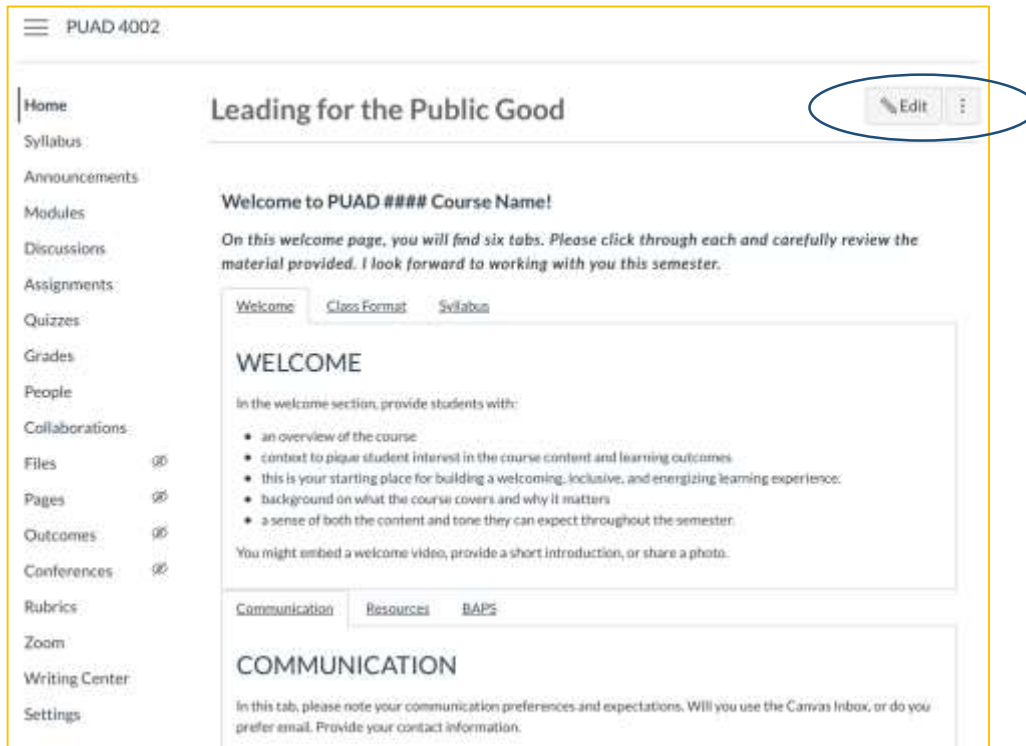 PUAD 4002
Home
Syllabus
Announcements
Modules
Discussions
Assignments
Quizzes
Grades
People
Collaborations
Files
Pages
Outcomes
Conferences
Rubrics
Zoom
Writing Center
Settings
Leading for the Public Good
Edit
Welcome to PUAD #### Course Name!
On this welcome page, you will find six tabs. Please click through each and carefully review the
material provided. I look forward to working with you this semester.
Welcome Class Format Syllabus
WELCOME
In the welcome section, provide students with:
• an overview of the course
• context to pique student interest in the course content and learning outcomes
• this is your starting place for building a welcoming, inclusive, and energizing learning experience.
• background on what the course covers and why it matters
• a sense of both the content and tone they can expect throughout the semester.
You might embed a welcome video, provide a short introduction, or share a photo.
Communication Resources BAPS
COMMUNICATION
In this tab, please note your communication preferences and expectations. Will you use the Canvas Inbox, or do you
prefer email. Provide your contact information.